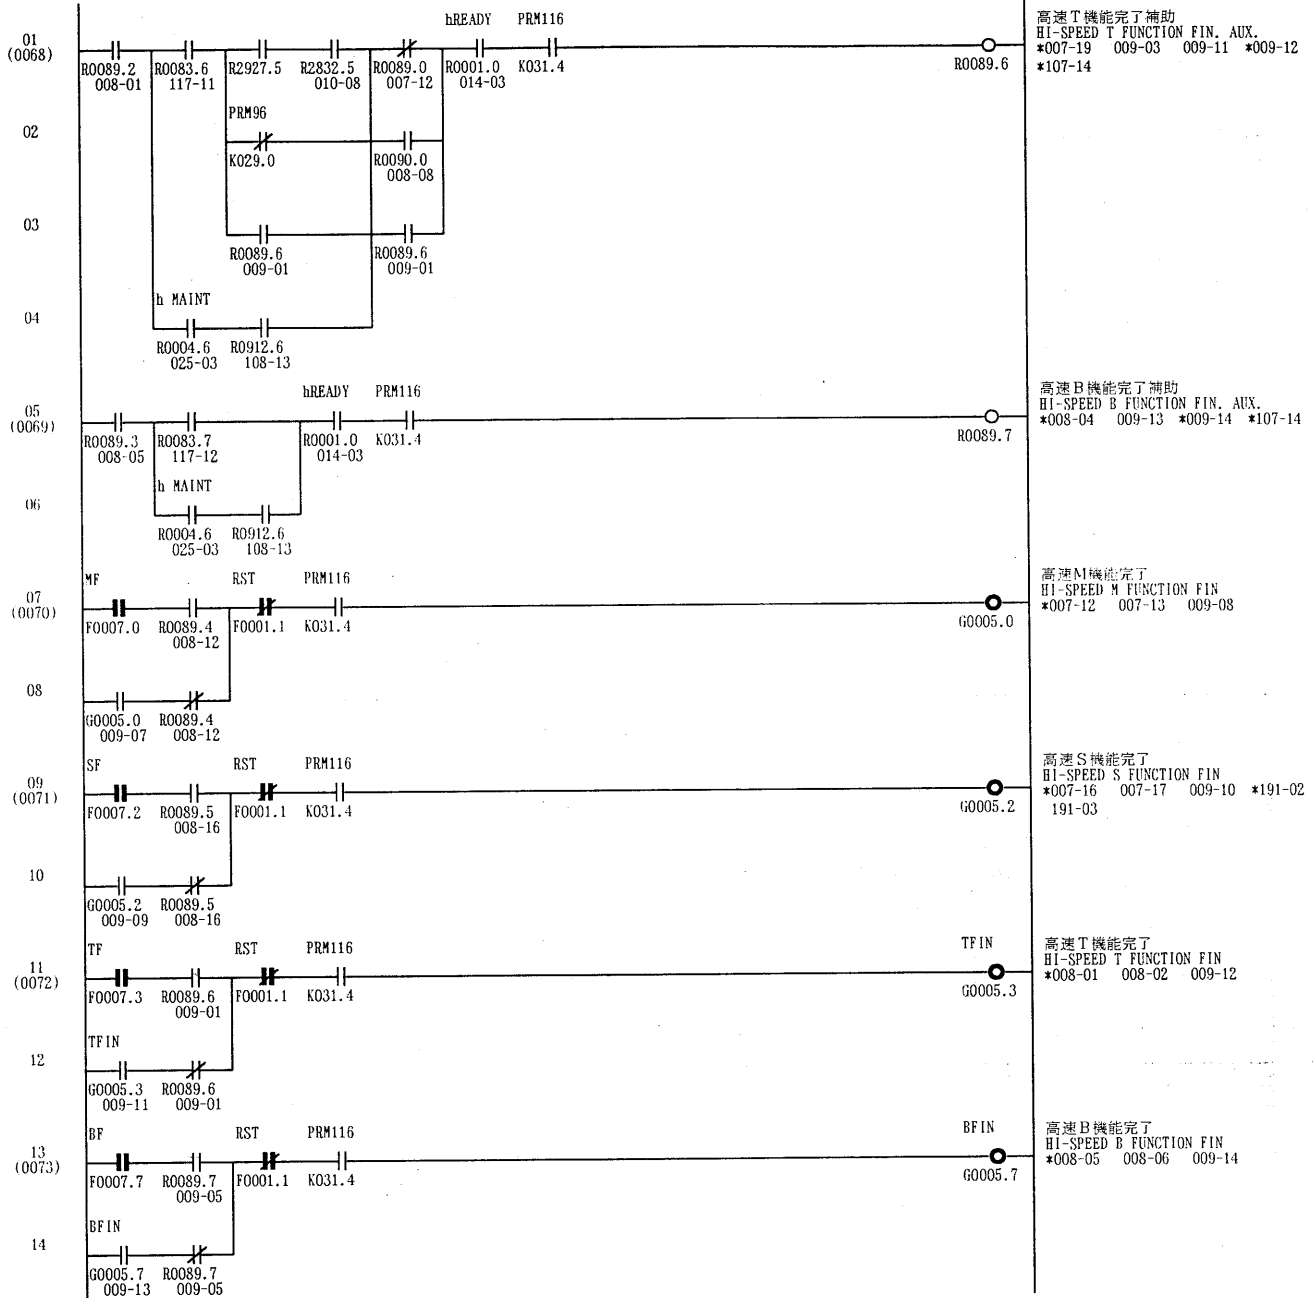 hREADY PRM116
01
(0068)
R0089.2 R0083.6 R2927.5 R2832.5 R0089.0 R0001.0 K031.4 R0089.6
008-01 117-11 010-08 007-12 014-03
高速T機能完了補助
HI-SPEED T FUNCTION FIN. AUX.
*007-19 009-03 009-11 *009-12
*107-14
PRM96
02
K029.0 R0090.0
008-08
03
R0089.6 R0089.6
009-01 009-01
h MAINT
04
R0004.6 R0912.6
025-03 108-13
hREADY PRM116
05
(0069)
R0089.3 R0083.7 R0001.0 K031.4 R0089.7
008-05 117-12 014-03
高速B機能完了補助
HI-SPEED B FUNCTION FIN. AUX.
*008-04 009-13 *009-14 *107-14
h MAINT
06
R0004.6 R0912.6
025-03 108-13
MF RST PRM116
07
(0070)
F0007.0 R0089.4 F0001.1 K031.4 G0005.0
008-12
高速M機能完了
HI-SPEED M FUNCTION FIN
*007-12 007-13 009-08
08
G0005.0 R0089.4
009-07 008-12
SF RST PRM116
09
(0071)
F0007.2 R0089.5 F0001.1 K031.4 G0005.2
008-16
高速S機能完了
HI-SPEED S FUNCTION FIN
*007-16 007-17 009-10 *191-02
191-03
10
G0005.2 R0089.5
009-09 008-16
TF RST PRM116 TFIN
11
(0072)
F0007.3 R0089.6 F0001.1 K031.4 G0005.3
009-01
高速T機能完了
HI-SPEED T FUNCTION FIN
*008-01 008-02 009-12
TFIN
12
G0005.3 R0089.6
009-11 009-01
BF RST PRM116 BFIN
13
(0073)
F0007.7 R0089.7 F0001.1 K031.4 G0005.7
009-05
高速B機能完了
HI-SPEED B FUNCTION FIN
*008-05 008-06 009-14
BFIN
14
G0005.7 R0089.7
009-13 009-05